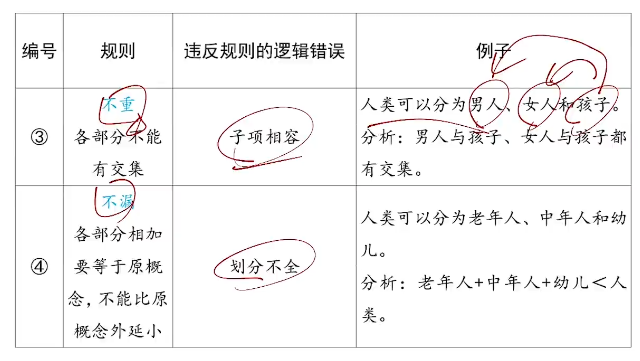 编号 规则 违反规则的逻辑错误 例子
③
不重
各部分不能
有交集
子项相容
人类可以分为男人、女人和孩子。
分析：男人与孩子、女人与孩子都
有交集。
④
不漏
各部分相加
要等于原概
念，不能比原
概念外延小
划分不全
人类可以分为老年人、中年人和幼
儿。
分析：老年人+中年人+幼儿＜人
类。